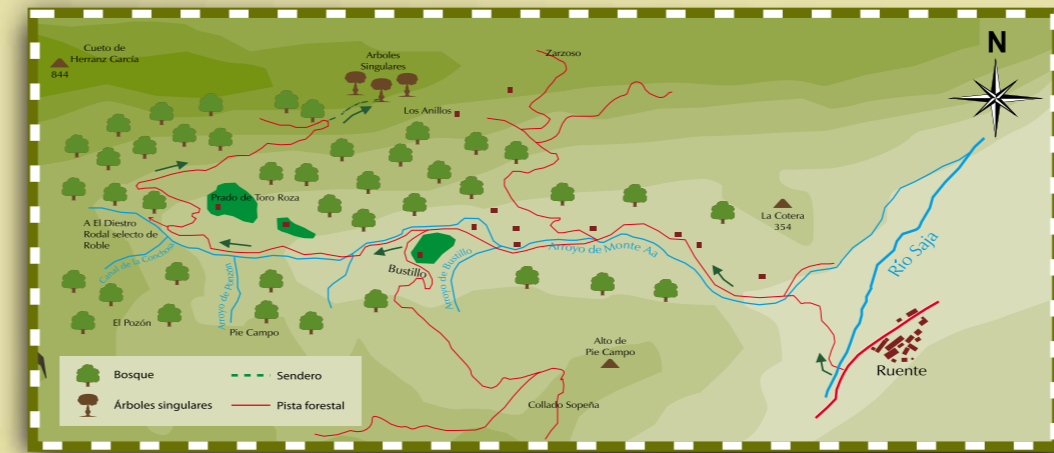 Cueto de
Herranz García
844
Arboles
Singulares
Zarzoso
N
Los Anillos
Prado de Toro Roza
A El Diestro
Rodal selecto de
Roble
La Cotera
354
Canal de la Concha
Arroyo de Pozón
Bustillo
Arroyo de Bustillo
Arroyo de Monte Aa
Río Saja
El Pozón
Pie Campo
Alto de
Pie Campo
Ruente
Collado Sopeña
Bosque
Sendero
Árboles singulares
Pista forestal